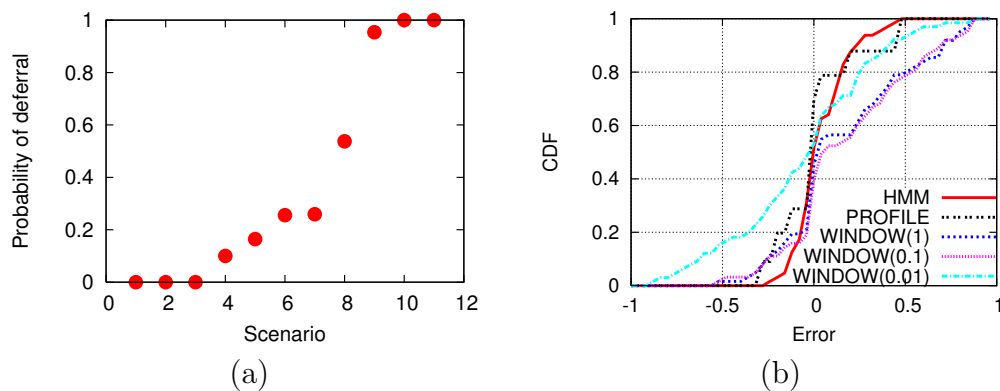 Probability of deferral
1
0.8
0.6
0.4
0.2
0
0 2 4 6 8 10 12
Scenario
(a)
CDF
1
0.8
0.6
0.4
0.2
0
HMM
PROFILE
WINDOW(1)
WINDOW(0.1)
WINDOW(0.01)
-1 -0.5 0 0.5 1
Error
(b)